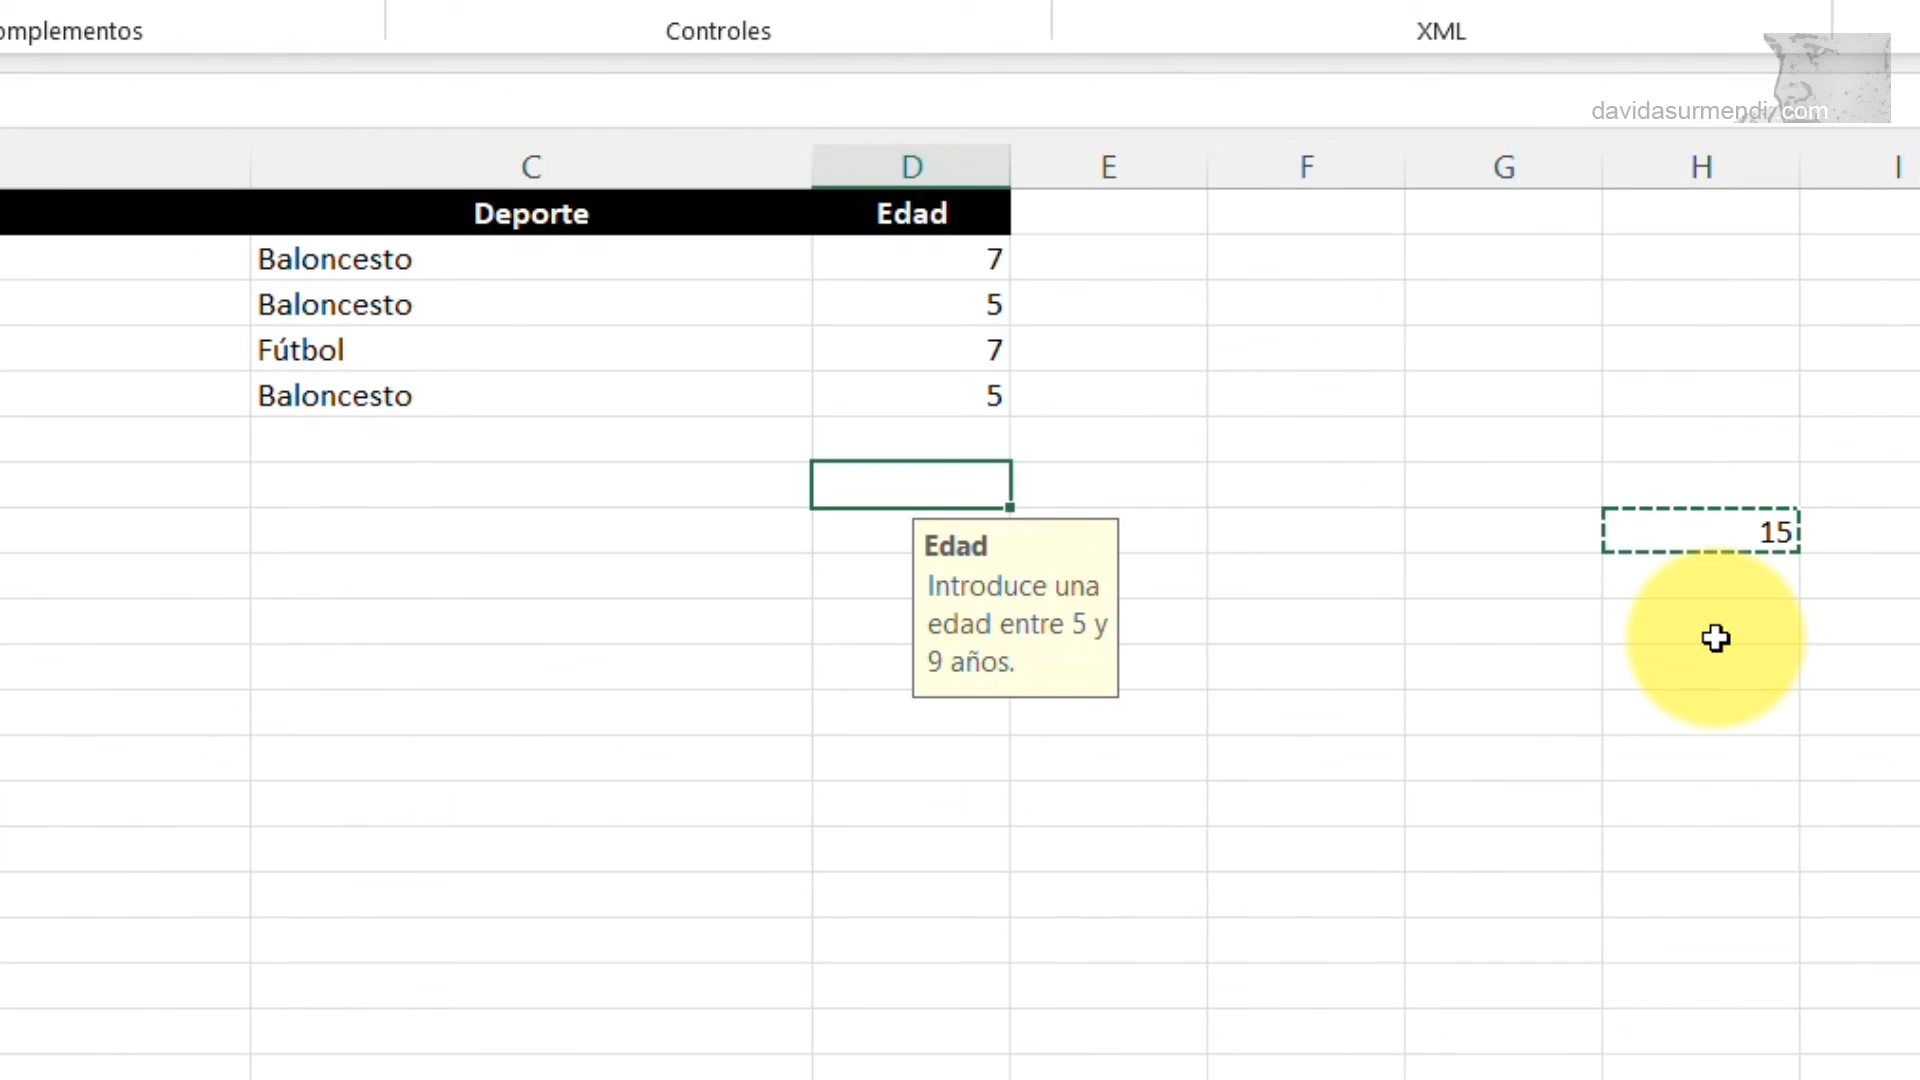 omplementos
Controles
XML
davidasurmendi.com
C
D
E
F
G
H
I
Deporte
Edad
Baloncesto
7
Baloncesto
5
Fútbol
7
Baloncesto
5
15
Edad
Introduce una
edad entre 5 y
9 años.